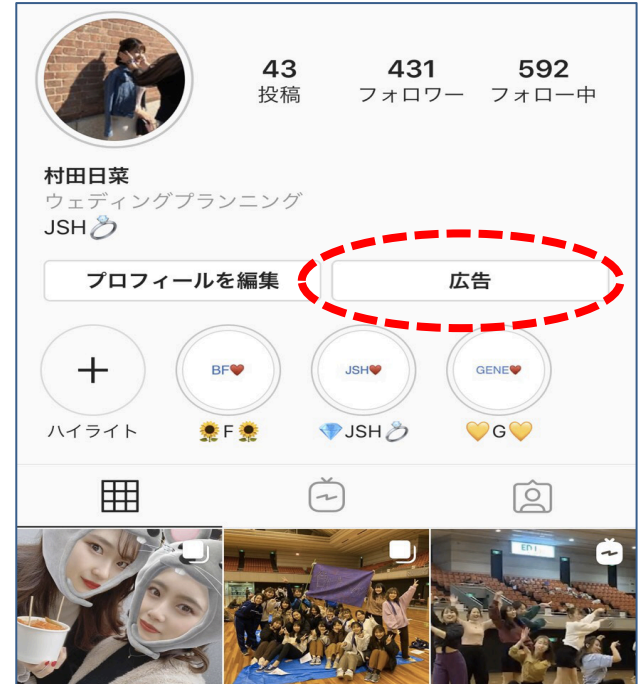 43 431 592
投稿 フォロワー フォロー中
村田日菜
ウェディングプランニング
JSH💍
プロフィールを編集 広告
BF❤ JSH❤ GENE❤
ハイライト 🌻F🌻 💎JSH💍 💛G💛